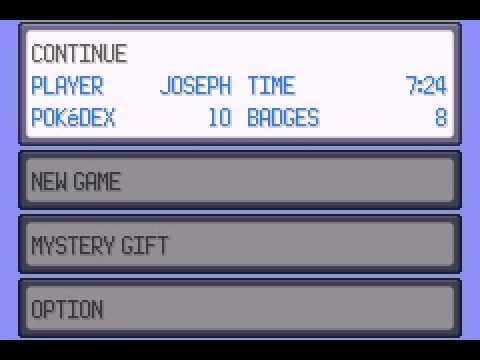 CONTINUE
PLAYER JOSEPH TIME 7:24
POKéDEX 10 BADGES 8
NEW GAME
MYSTERY GIFT
OPTION